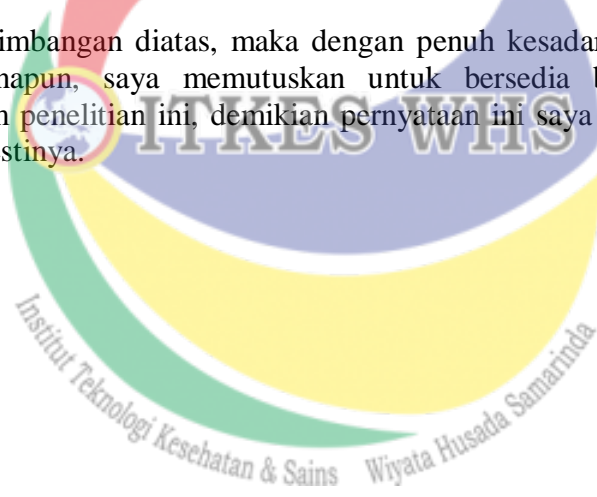 imbangan diatas, maka dengan penuh kesadar
napun, saya memutuskan untuk bersedia b
n penelitian ini, demikian pernyataan ini saya
stinya.
ITKES WHS
Institut Teknologi Kesehatan & Sains Wiyata Husada Samarinda